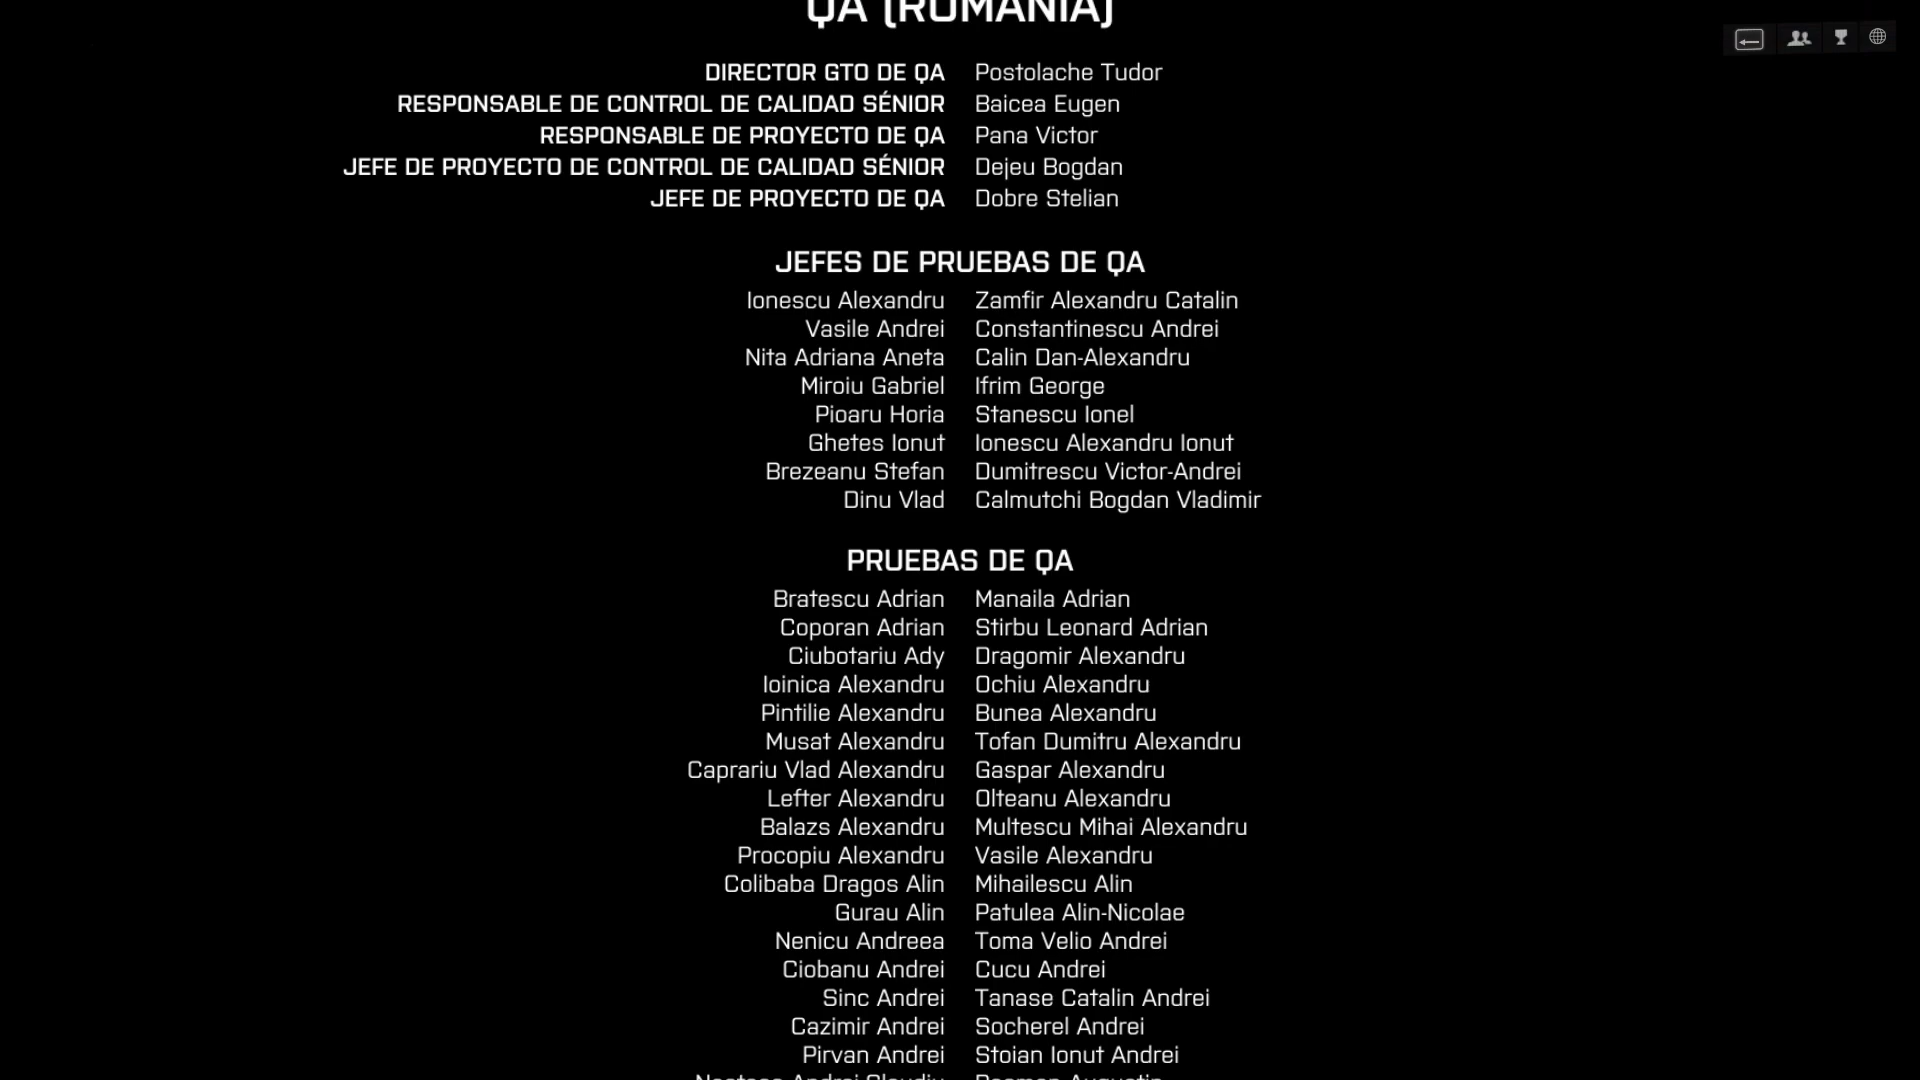 QA (ROMANIA)
DIRECTOR GTO DE QA Postolache Tudor
RESPONSABLE DE CONTROL DE CALIDAD SÉNIOR Baicea Eugen
RESPONSABLE DE PROYECTO DE QA Pana Victor
JEFE DE PROYECTO DE CONTROL DE CALIDAD SÉNIOR Dejeu Bogdan
JEFE DE PROYECTO DE QA Dobre Stelian
JEFES DE PRUEBAS DE QA
Ionescu Alexandru Zamfir Alexandru Catalin
Vasile Andrei Constantinescu Andrei
Nita Adriana Aneta Calin Dan-Alexandru
Miroiu Gabriel Ifrim George
Pioaru Horia Stanescu Ionel
Ghetes Ionut Ionescu Alexandru Ionut
Brezeanu Stefan Dumitrescu Victor-Andrei
Dinu Vlad Calmutchi Bogdan Vladimir
PRUEBAS DE QA
Bratescu Adrian Manaila Adrian
Coporan Adrian Stirbu Leonard Adrian
Ciubotariu Ady Dragomir Alexandru
Ioinica Alexandru Ochiu Alexandru
Pintilie Alexandru Bunea Alexandru
Musat Alexandru Tofan Dumitru Alexandru
Caprariu Vlad Alexandru Gaspar Alexandru
Lefter Alexandru Olteanu Alexandru
Balazs Alexandru Multescu Mihai Alexandru
Procopiu Alexandru Vasile Alexandru
Colibaba Dragos Alin Mihailescu Alin
Gurau Alin Patulea Alin-Nicolae
Nenicu Andreea Toma Velio Andrei
Ciobanu Andrei Cucu Andrei
Sinc Andrei Tanase Catalin Andrei
Cazimir Andrei Socherel Andrei
Pirvan Andrei Stoian Ionut Andrei
Andrei Claudiu Augustin